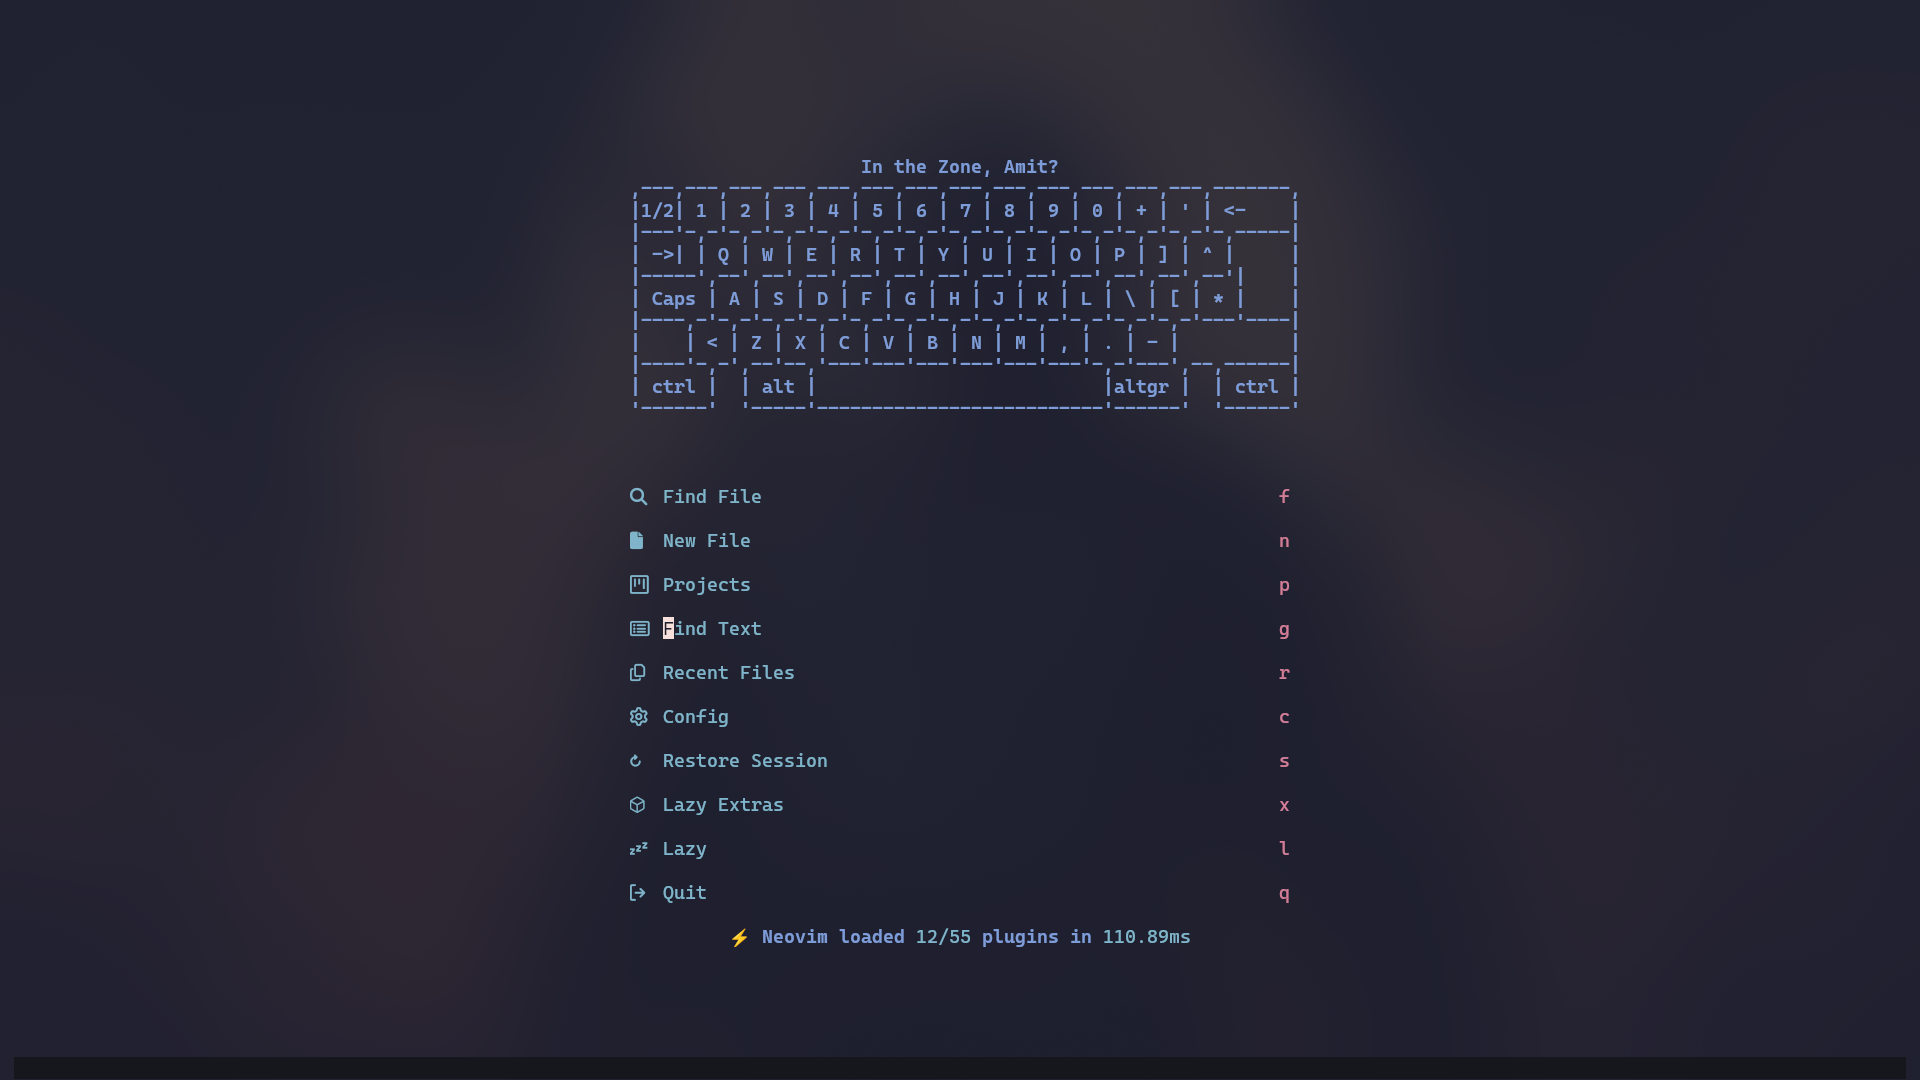 In the Zone, Amit?
,---,---,---,---,---,---,---,---,---,---,---,---,---,-------,
|1/2| 1 | 2 | 3 | 4 | 5 | 6 | 7 | 8 | 9 | 0 | + | ' | <-    |
|---'-,-'-,-'-,-'-,-'-,-'-,-'-,-'-,-'-,-'-,-'-,-'-,-'-,-----|
| ->| | Q | W | E | R | T | Y | U | I | O | P | ] | ^ |     |
|-----',--',--',--',--',--',--',--',--',--',--',--',--'|    |
| Caps | A | S | D | F | G | H | J | K | L | \ | [ | * |    |
|----,-'-,-'-,-'-,-'-,-'-,-'-,-'-,-'-,-'-,-'-,-'-,-'---'----|
|    | < | Z | X | C | V | B | N | M | , | . | - |          |
|----'-,-',--'--,'---'---'---'---'---'---'-,-'---',--,------|
| ctrl |  | alt |                          |altgr |  | ctrl |
'------'  '-----'--------------------------'------'  '------'
Find File f
New File n
Projects p
Find Text g
Recent Files r
Config c
Restore Session s
Lazy Extras x
Lazy l
Quit q
⚡ Neovim loaded 12/55 plugins in 110.89ms